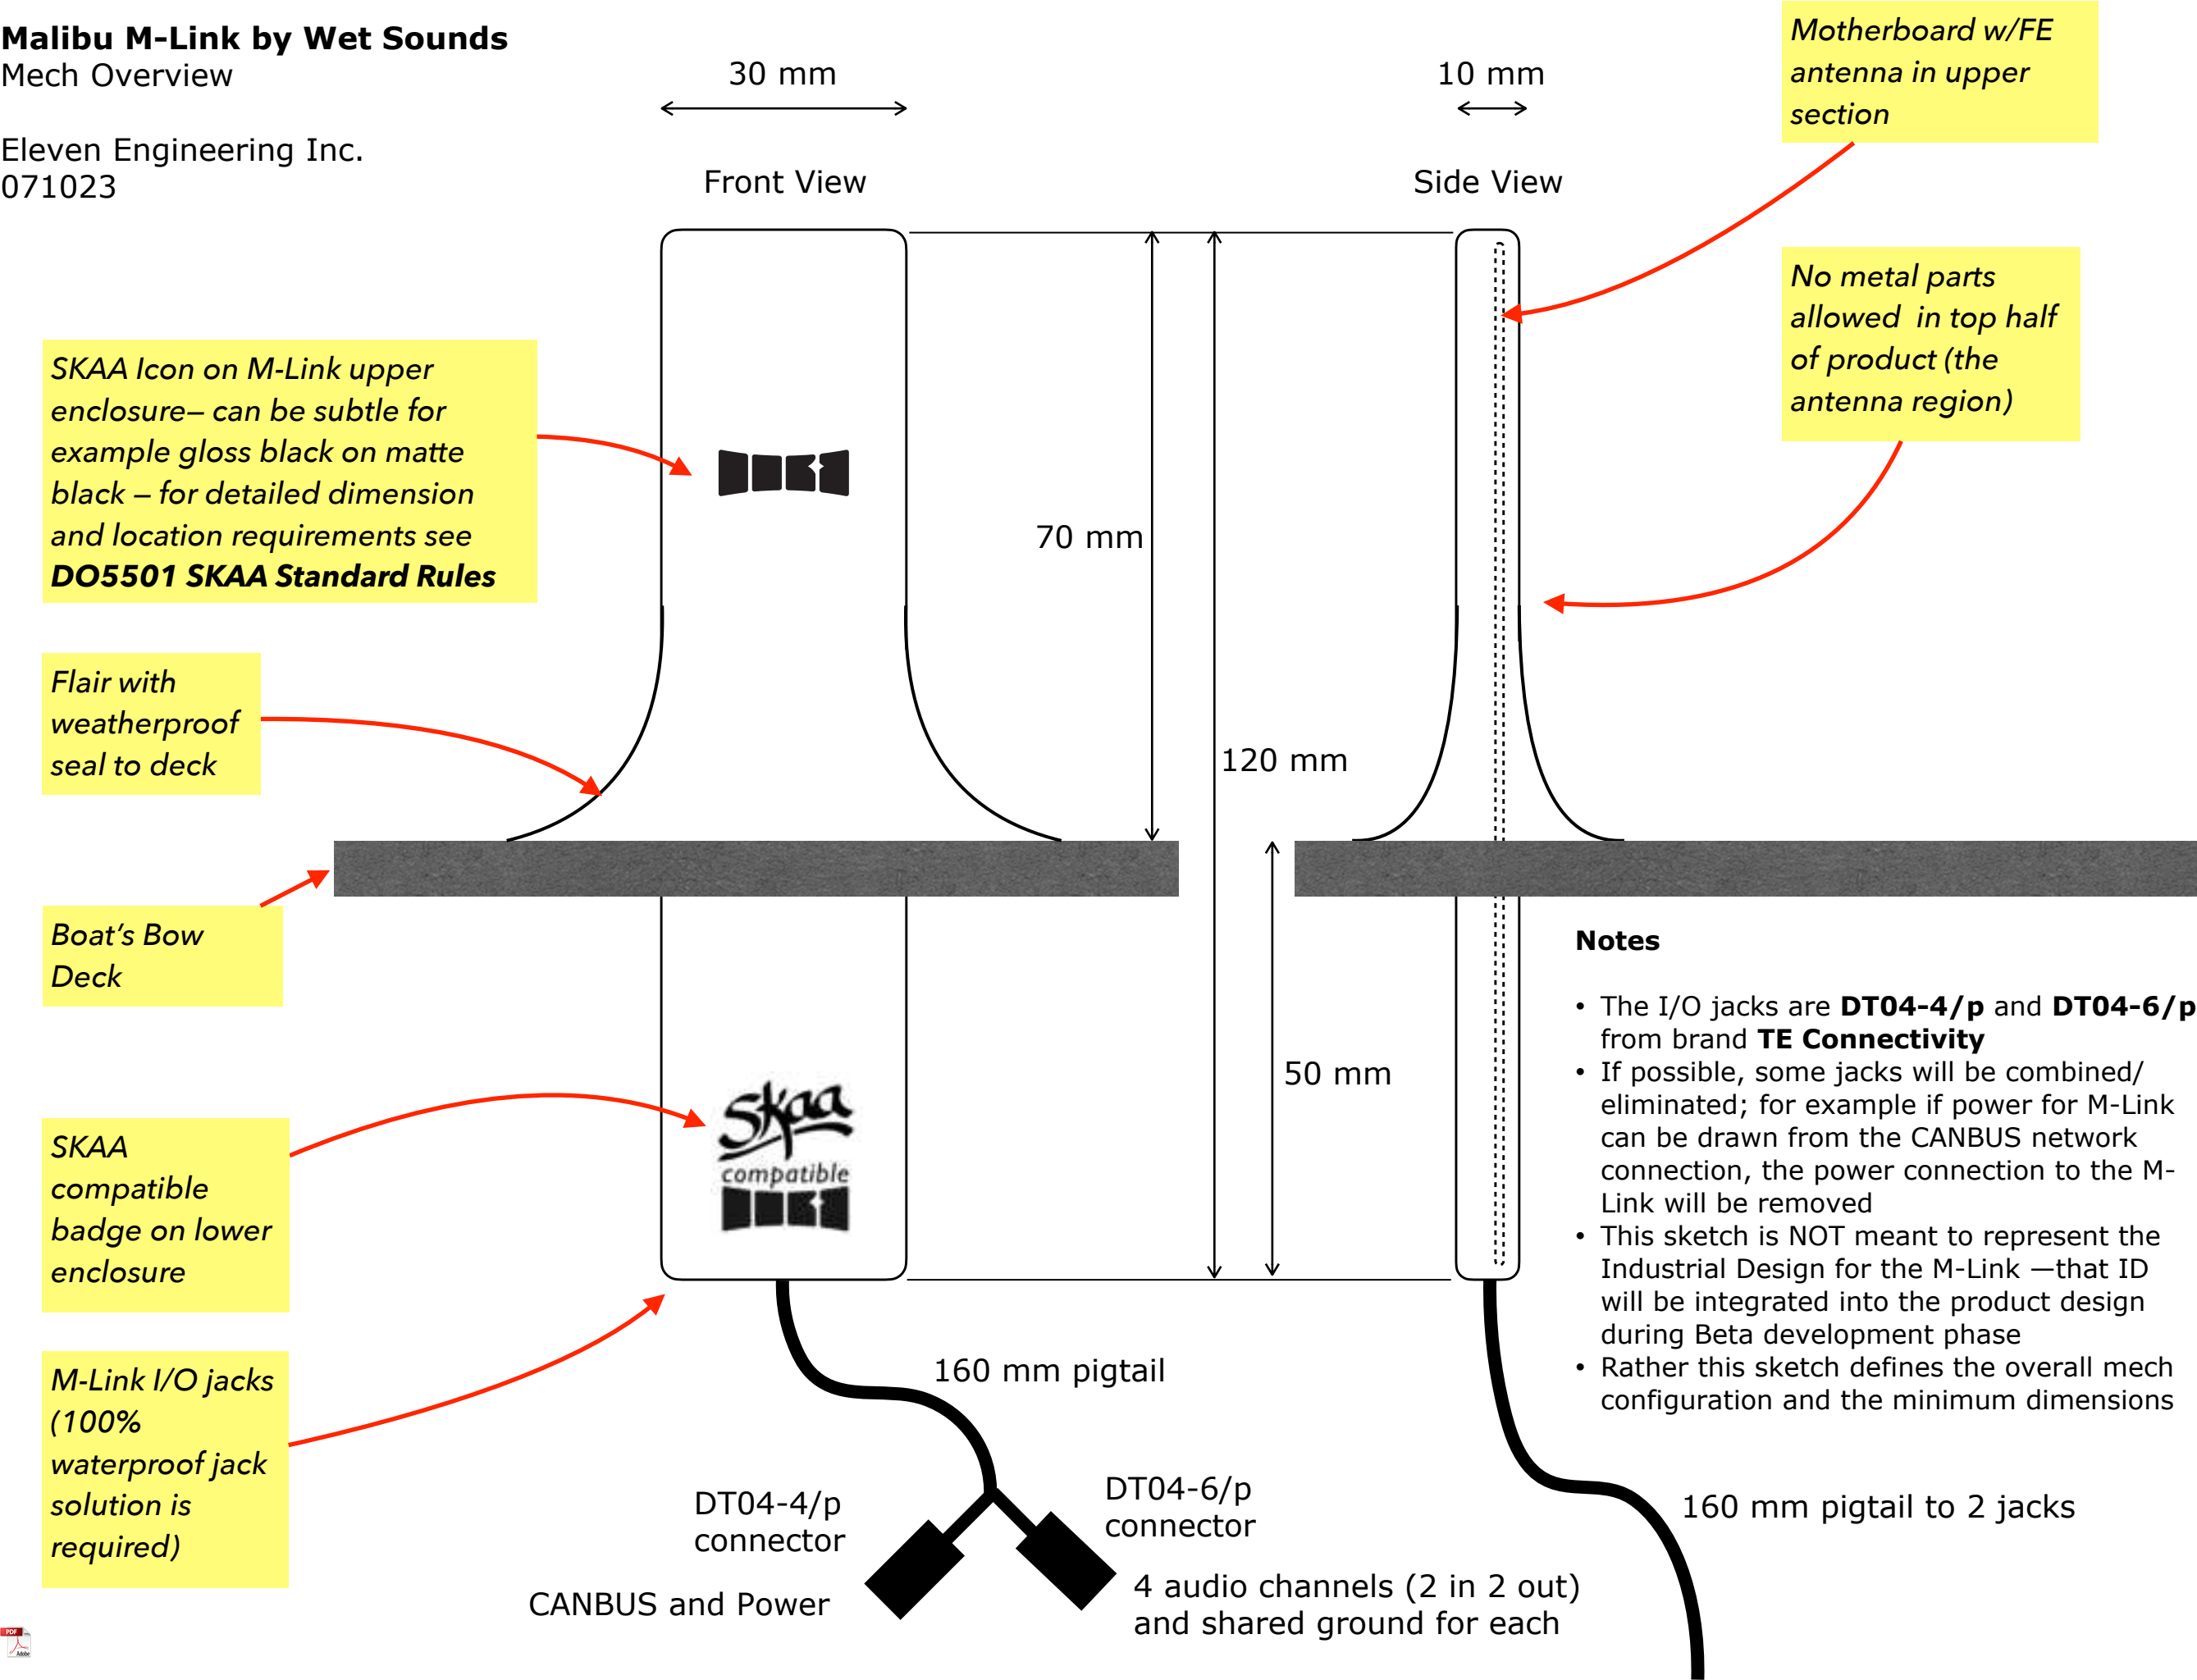 Malibu M-Link by Wet Sounds
Mech Overview
Eleven Engineering Inc.
071023
30 mm
Front View
10 mm
Side View
Motherboard w/FE
antenna in upper
section
No metal parts
allowed  in top half
of product (the
antenna region)
SKAA Icon on M-Link upper
enclosure– can be subtle for
example gloss black on matte
black – for detailed dimension
and location requirements see
DO5501 SKAA Standard Rules
70 mm
Flair with
weatherproof
seal to deck
120 mm
Boat's Bow
Deck
50 mm
SKAA
compatible
badge on lower
enclosure
Skaa
compatible
M-Link I/O jacks
(100%
waterproof jack
solution is
required)
160 mm pigtail
DT04-4/p
connector
CANBUS and Power
DT04-6/p
connector
4 audio channels (2 in 2 out)
and shared ground for each
Notes
• The I/O jacks are DT04-4/p and DT04-6/p
from brand TE Connectivity
• If possible, some jacks will be combined/
eliminated; for example if power for M-Link
can be drawn from the CANBUS network
connection, the power connection to the M-
Link will be removed
• This sketch is NOT meant to represent the
Industrial Design for the M-Link —that ID
will be integrated into the product design
during Beta development phase
• Rather this sketch defines the overall mech
configuration and the minimum dimensions
160 mm pigtail to 2 jacks
PDF
Adobe